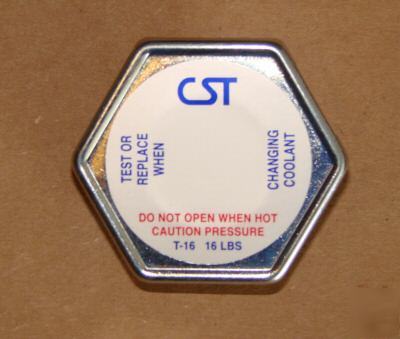 CST
TEST OR
REPLACE
WHEN
CHANGING
COOLANT
DO NOT OPEN WHEN HOT
CAUTION PRESSURE
T-16 16 LBS